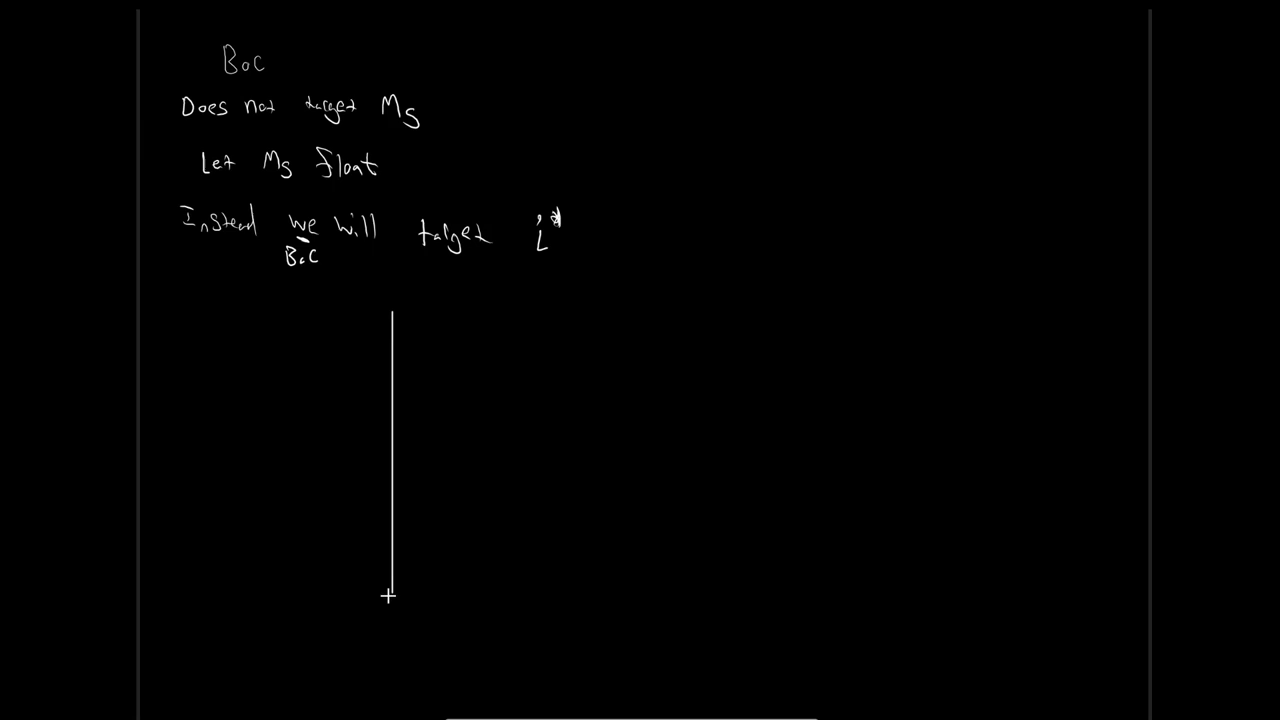 BoC
Does not target Ms
Let Ms float
Instead we will target i*
BoC